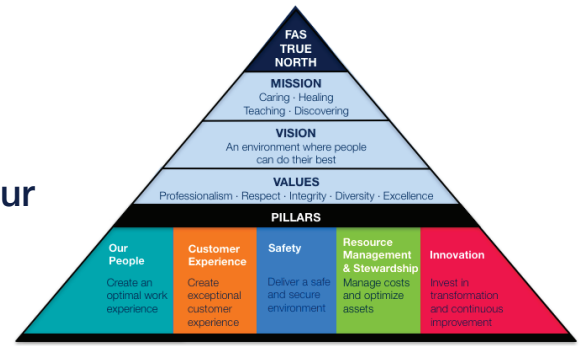 FAS
TRUE
NORTH
MISSION
Caring · Healing
Teaching · Discovering
VISION
An environment where people
can do their best
ur
VALUES
Professionalism · Respect · Integrity · Diversity · Excellence
PILLARS
Our
People
Create an
optimal work
experience
Customer
Experience
Create
exceptional
customer
experience
Safety
Deliver a safe
and secure
environment
Resource
Management
& Stewardship
Manage costs
and optimize
assets
Innovation
Invest in
transformation
and continuous
improvement